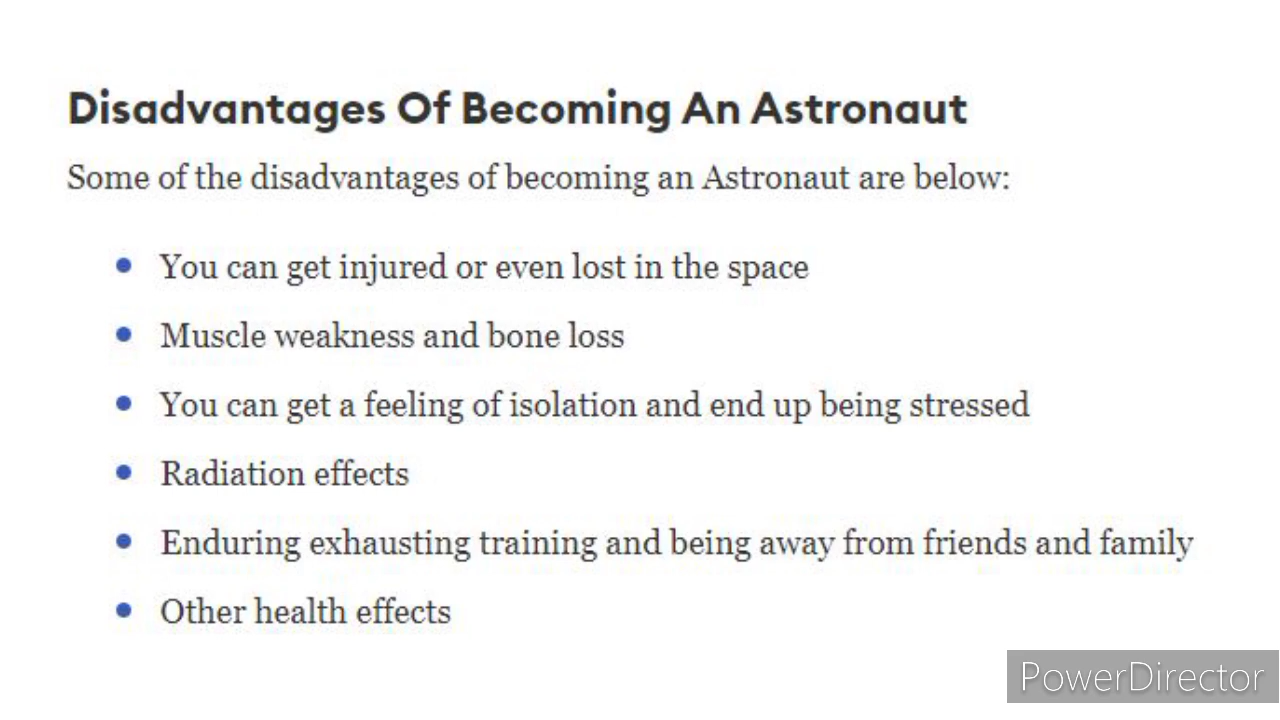 Disadvantages Of Becoming An Astronaut
Some of the disadvantages of becoming an Astronaut are below:
You can get injured or even lost in the space
Muscle weakness and bone loss
You can get a feeling of isolation and end up being stressed
Radiation effects
Enduring exhausting training and being away from friends and family
Other health effects
PowerDirector